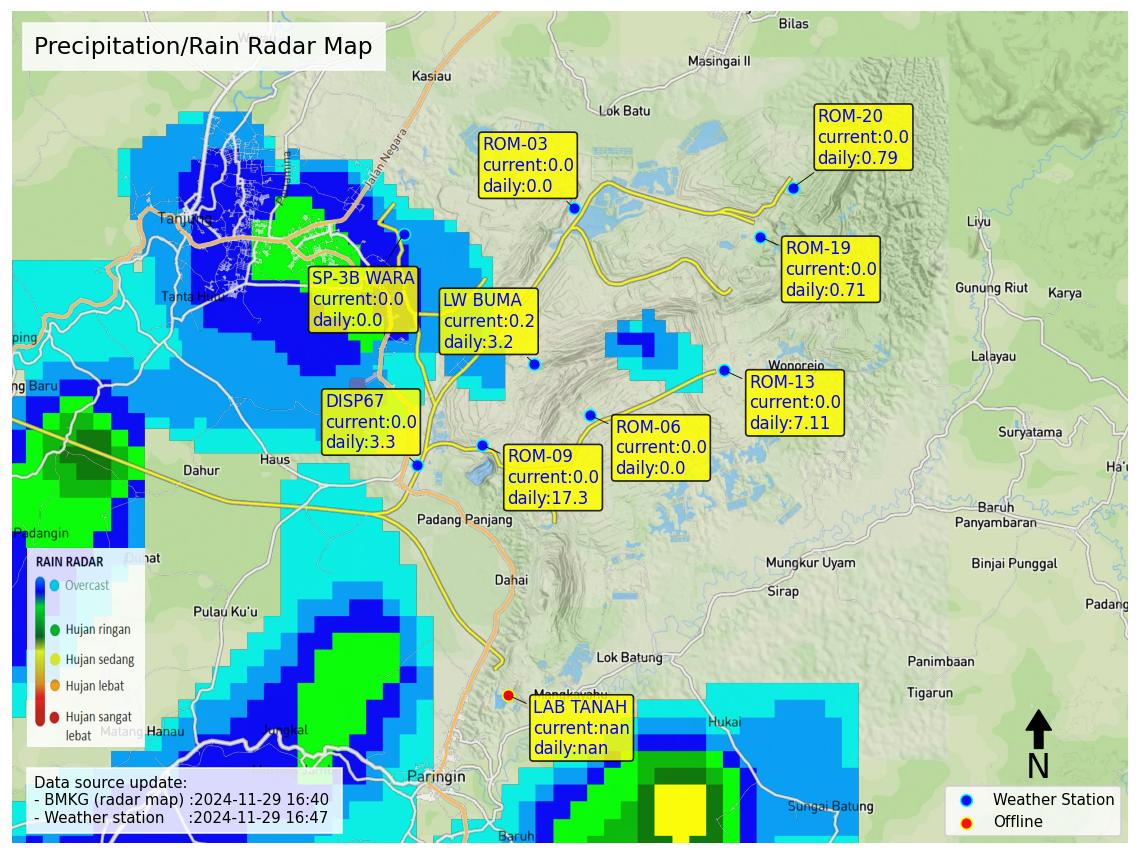 Precipitation/Rain Radar Map
Bilas
Masingai II
Kasiau
Lok Batu
Jalan Negara
ROM-20
current:0.0
daily:0.79
ROM-03
current:0.0
daily:0.0
Tanjung
Liyu
ROM-19
current:0.0
daily:0.71
SP-3B WARA
current:0.0
daily:0.0
LW BUMA
current:0.2
daily:3.2
Gunung Riut
Karya
ping
Lalayau
Wonorejo
ng Baru
ROM-13
current:0.0
daily:7.11
DISP67
current:0.0
daily:3.3
ROM-06
current:0.0
daily:0.0
Suryatama
ROM-09
current:0.0
daily:17.3
Haus
Dahur
Ha'u
Baruh
Panyambaran
Padang Panjang
Padangin
Mungkur Uyam
Binjai Punggal
RAIN RADAR
Overcast
Hujan ringan
Hujan sedang
Hujan lebat
Hujan sangat
lebat
Dahai
Sirap
Padang
Pulau Ku'u
Lok Batung
Panimbaan
Tigarun
LAB TANAH
current:nan
daily:nan
Hukai
Jungkal
Paringin
Sungai Batung
Baruh
Data source update:
- BMKG (radar map) :2024-11-29 16:40
- Weather station :2024-11-29 16:47
N
Weather Station
Offline